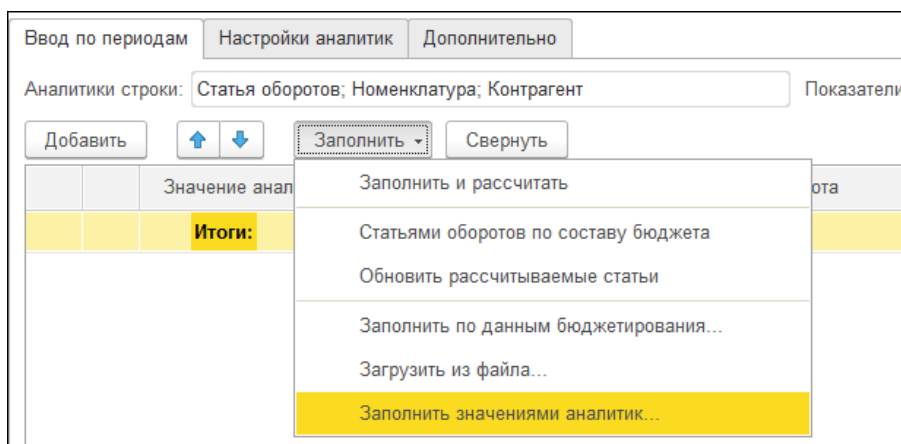 Ввод по периодам Настройки аналитик Дополнительно
Аналитики строки: Статья оборотов; Номенклатура; Контрагент Показатели
Добавить Заполнить Свернуть
Значение анал
Заполнить и рассчитать
ота
Итоги:
Статьями оборотов по составу бюджета
Обновить рассчитываемые статьи
Заполнить по данным бюджетирования...
Загрузить из файла...
Заполнить значениями аналитик...